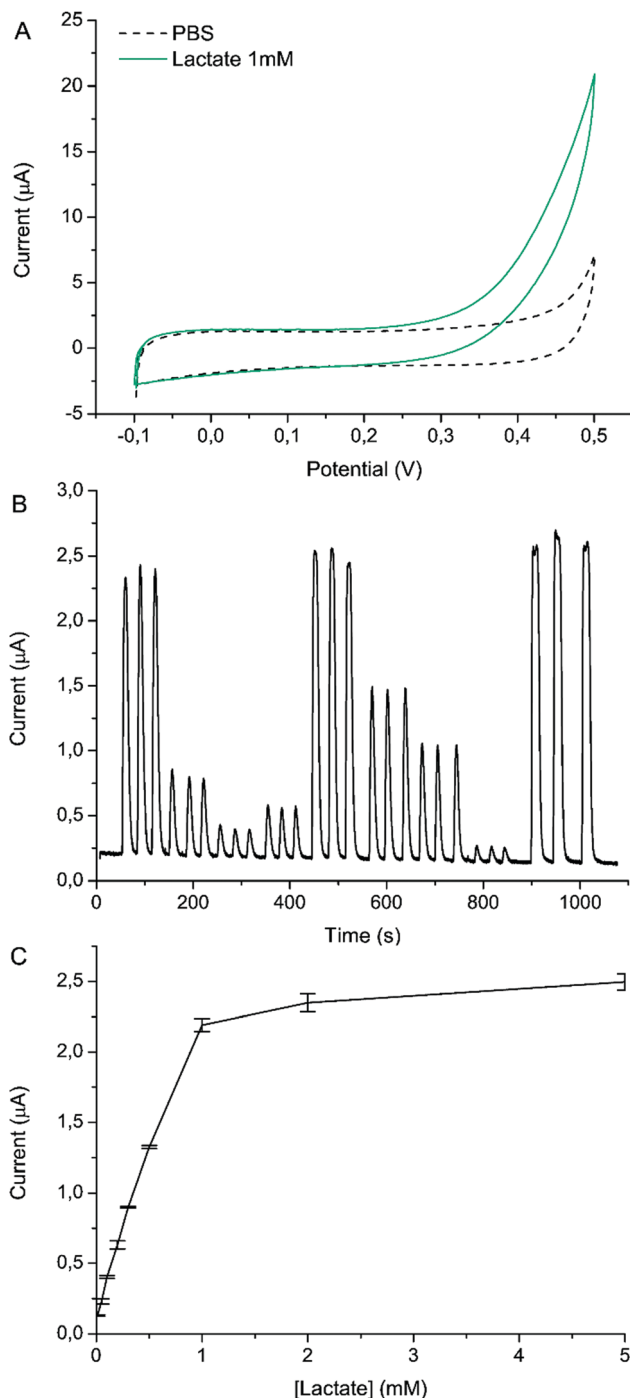 A
PBS
Lactate 1mM
25
20
15
10
5
0
-5
Current (μA)
-0,1 0,0 0,1 0,2 0,3 0,4 0,5
Potential (V)
B
3,0
2,5
2,0
1,5
1,0
0,5
0,0
Current (μA)
0 200 400 600 800 1000
Time (s)
C
2,5
2,0
1,5
1,0
0,5
0,0
Current (μA)
0 1 2 3 4 5
[Lactate] (mM)